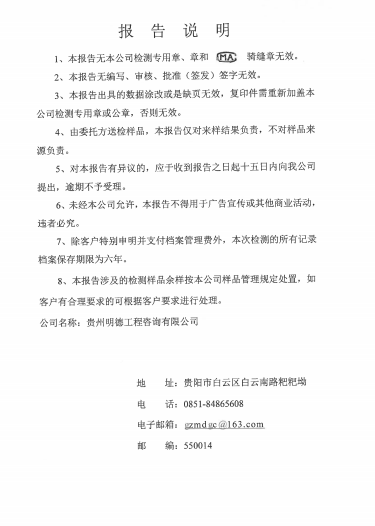 报 告 说 明
1、本报告无本公司检测专用章、章和 MA 骑缝章无效。
2、本报告无编写、审核、批准（签发）签字无效。
3、本报告出具的数据涂改或是缺页无效，复印件需重新加盖本
公司检测专用章或公章，否则无效。
4、由委托方送检样品，本报告仅对来样结果负责，不对样品来
源负责。
5、对本报告有异议的，应于收到报告之日起十五日内向我公司
提出，逾期不予受理。
6、未经本公司允许，本报告不得用于广告宣传或其他商业活动，
违者必究。
7、除客户特别申明并支付档案管理费外，本次检测的所有记录
档案保存期限为六年。
8、本报告涉及的检测样品余样按本公司样品管理规定处置，如
客户有合理要求的可根据客户要求进行处理。
公司名称：贵州明德工程咨询有限公司
地 址：贵阳市白云区白云南路粑粑坳
电 话：0851-84865608
电子邮箱：gzmdgc@163.com
邮 编：550014